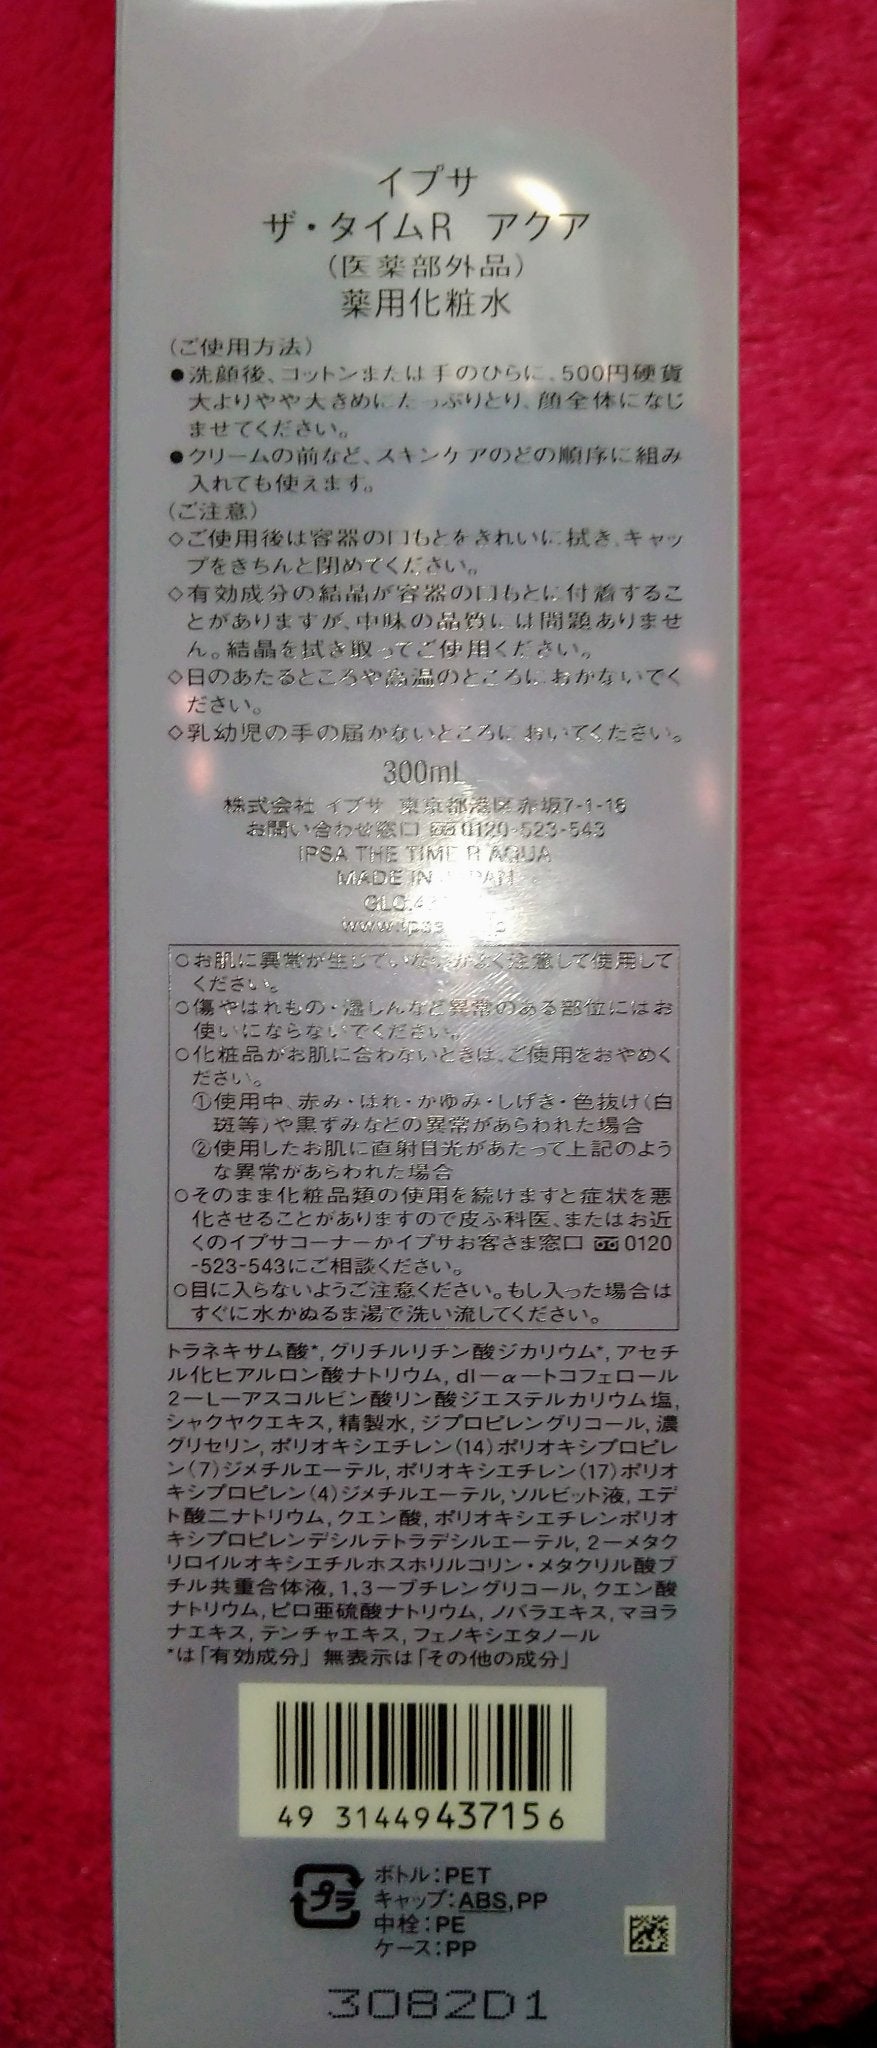 イプサ
ザ・タイムR アクア
(医薬部外品)
薬用化粧水
(ご使用方法)
●洗顔後、コットンまたは手のひらに、500円硬貨
大よりやや大きめにたっぷりとり、顔全体になじ
ませてください。
●クリームの前など、スキンケアのどの順序に組み
入れても使えます。
(ご注意)
◇ご使用後は容器の口もとをきれいに拭き、キャッ
プをきちんと閉めてください。
◇有効成分の結晶が容器の口もとに付着するこ
とがありますが、中味の品質には問題ありませ
ん。結晶を拭き取ってご使用ください。
◇日のあたるところや高温のところにおかないでく
ださい。
◇乳幼児の手の届かないところにおいてください。
300mL
株式会社 イプサ 東京都港区赤坂7-1-16
お問い合わせ窓口 0120-523-543
IPSA THE TIME R AQUA
MADE IN JAPAN
○お肌に異常が生じていないかよく注意して使用して
ください。
○傷やはれもの・湿しんなど異常のある部位にはお
使いにならないでください。
○化粧品がお肌に合わないときは、ご使用をおやめく
ださい。
①使用中、赤み・はれ・かゆみ・しげき・色抜け(白
斑等)や黒ずみなどの異常があらわれた場合
②使用したお肌に直射日光があたって上記のよう
な異常があらわれた場合
○そのまま化粧品類の使用を続けますと症状を悪
化させることがありますので皮ふ科医、またはお近
くのイプサコーナーかイプサお客さま窓口 0120
-523-543にご相談ください。
○目に入らないようご注意ください。もし入った場合は
すぐに水かぬるま湯で洗い流してください。
トラネキサム酸*, グリチルリチン酸ジカリウム*, アセチ
ル化ヒアルロン酸ナトリウム, dl-α-トコフェロール
2-L-アスコルビン酸リン酸ジエステルカリウム塩,
シャクヤクエキス, 精製水, ジプロピレングリコール, 濃
グリセリン, ポリオキシエチレン(14)ポリオキシプロピレ
ン(7)ジメチルエーテル, ポリオキシエチレン(17)ポリオ
キシプロピレン(4)ジメチルエーテル, ソルビット液, エデ
ト酸二ナトリウム, クエン酸, ポリオキシエチレンポリオ
キシプロピレンデシルテトラデシルエーテル, 2-メタク
リロイルオキシエチルホスホリルコリン・メタクリル酸ブ
チル共重合体液, 1,3-ブチレングリコール, クエン酸
ナトリウム, ピロ亜硫酸ナトリウム, ノバラエキス, マヨラ
ナエキス, テンチャエキス, フェノキシエタノール
*は「有効成分」 無表示は「その他の成分」
49 31449437156
プラ
ボトル:PET
キャップ:ABS,PP
中栓:PE
ケース:PP
3082D1